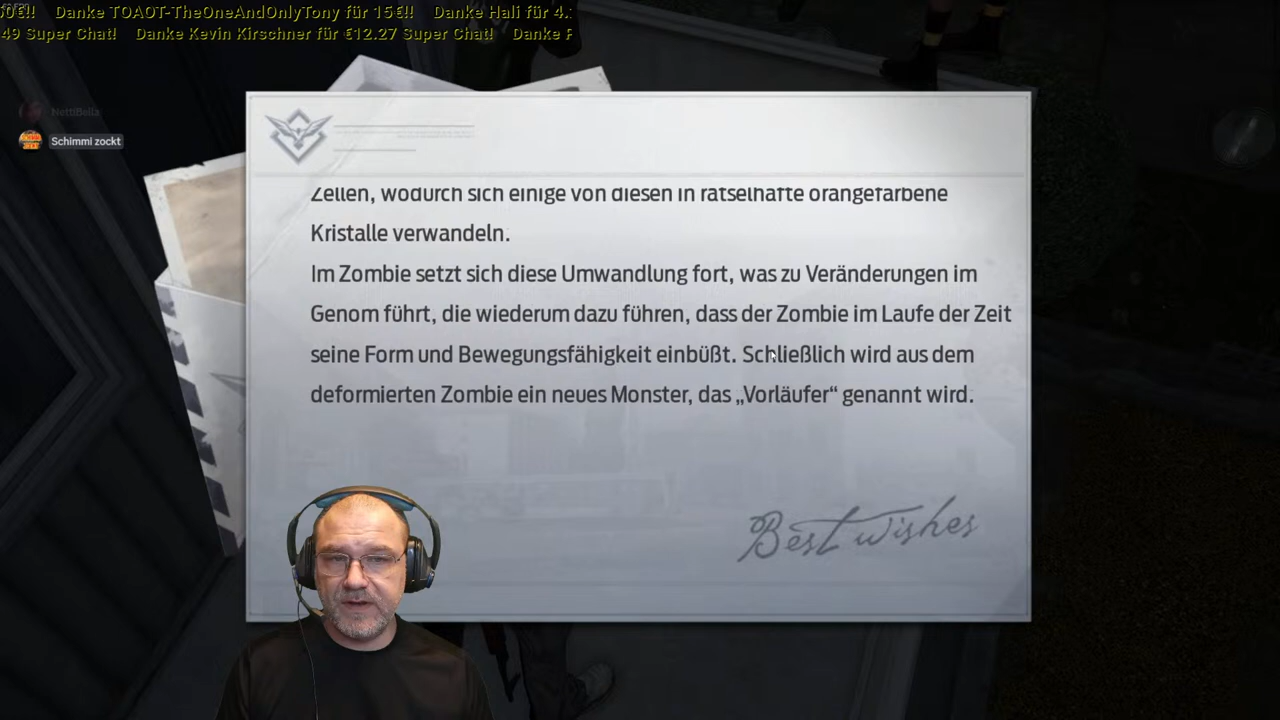 0€!!    Danke TOAOT-TheOneAndOnlyTony für 15€!!    Danke Hali für 4.
49 Super Chat!    Danke Kevin Kirschner für €12.27 Super Chat!    Danke
NettiBella
Schimmi zockt
Zellen, wodurch sich einige von diesen in rätselhafte orangefarbene
Kristalle verwandeln.
Im Zombie setzt sich diese Umwandlung fort, was zu Veränderungen im
Genom führt, die wiederum dazu führen, dass der Zombie im Laufe der Zeit
seine Form und Bewegungsfähigkeit einbüßt. Schließlich wird aus dem
deformierten Zombie ein neues Monster, das „Vorläufer“ genannt wird.
Best wishes